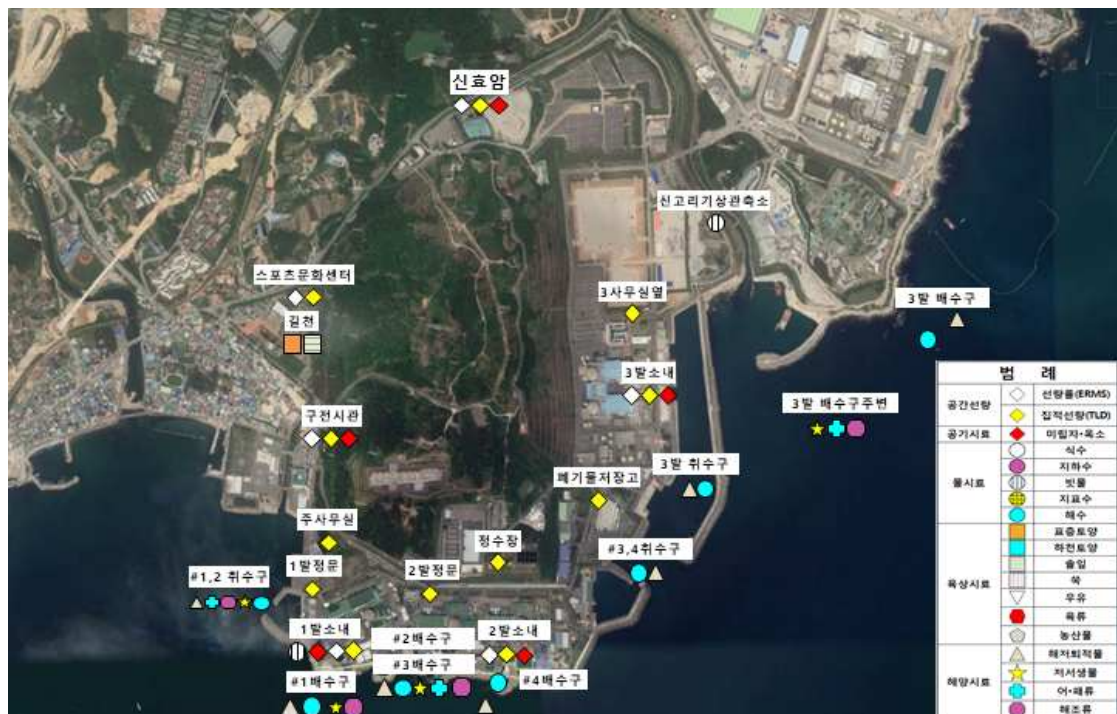 신효암
신고리기상관측소
스포츠문화센터
길천
3사무실옆
3발 배수구
3발소내
구전시관
3발 배수구주변
폐기물저장고
3발 취수구
주사무실
정수장
#3,4취수구
#1,2 취수구
1발정문
2발정문
1발소내
#2배수구
2발소내
#3배수구
#1배수구
#4배수구
범 례
공간선량
선량률(ERMS)
집적선량(TLD)
공기시료
미립자·옥소
물시료
식수
지하수
빗물
지표수
해수
육상시료
표층토양
하천토양
솔잎
쑥
우유
육류
농산물
해양시료
해저퇴적물
저서생물
어·패류
해조류